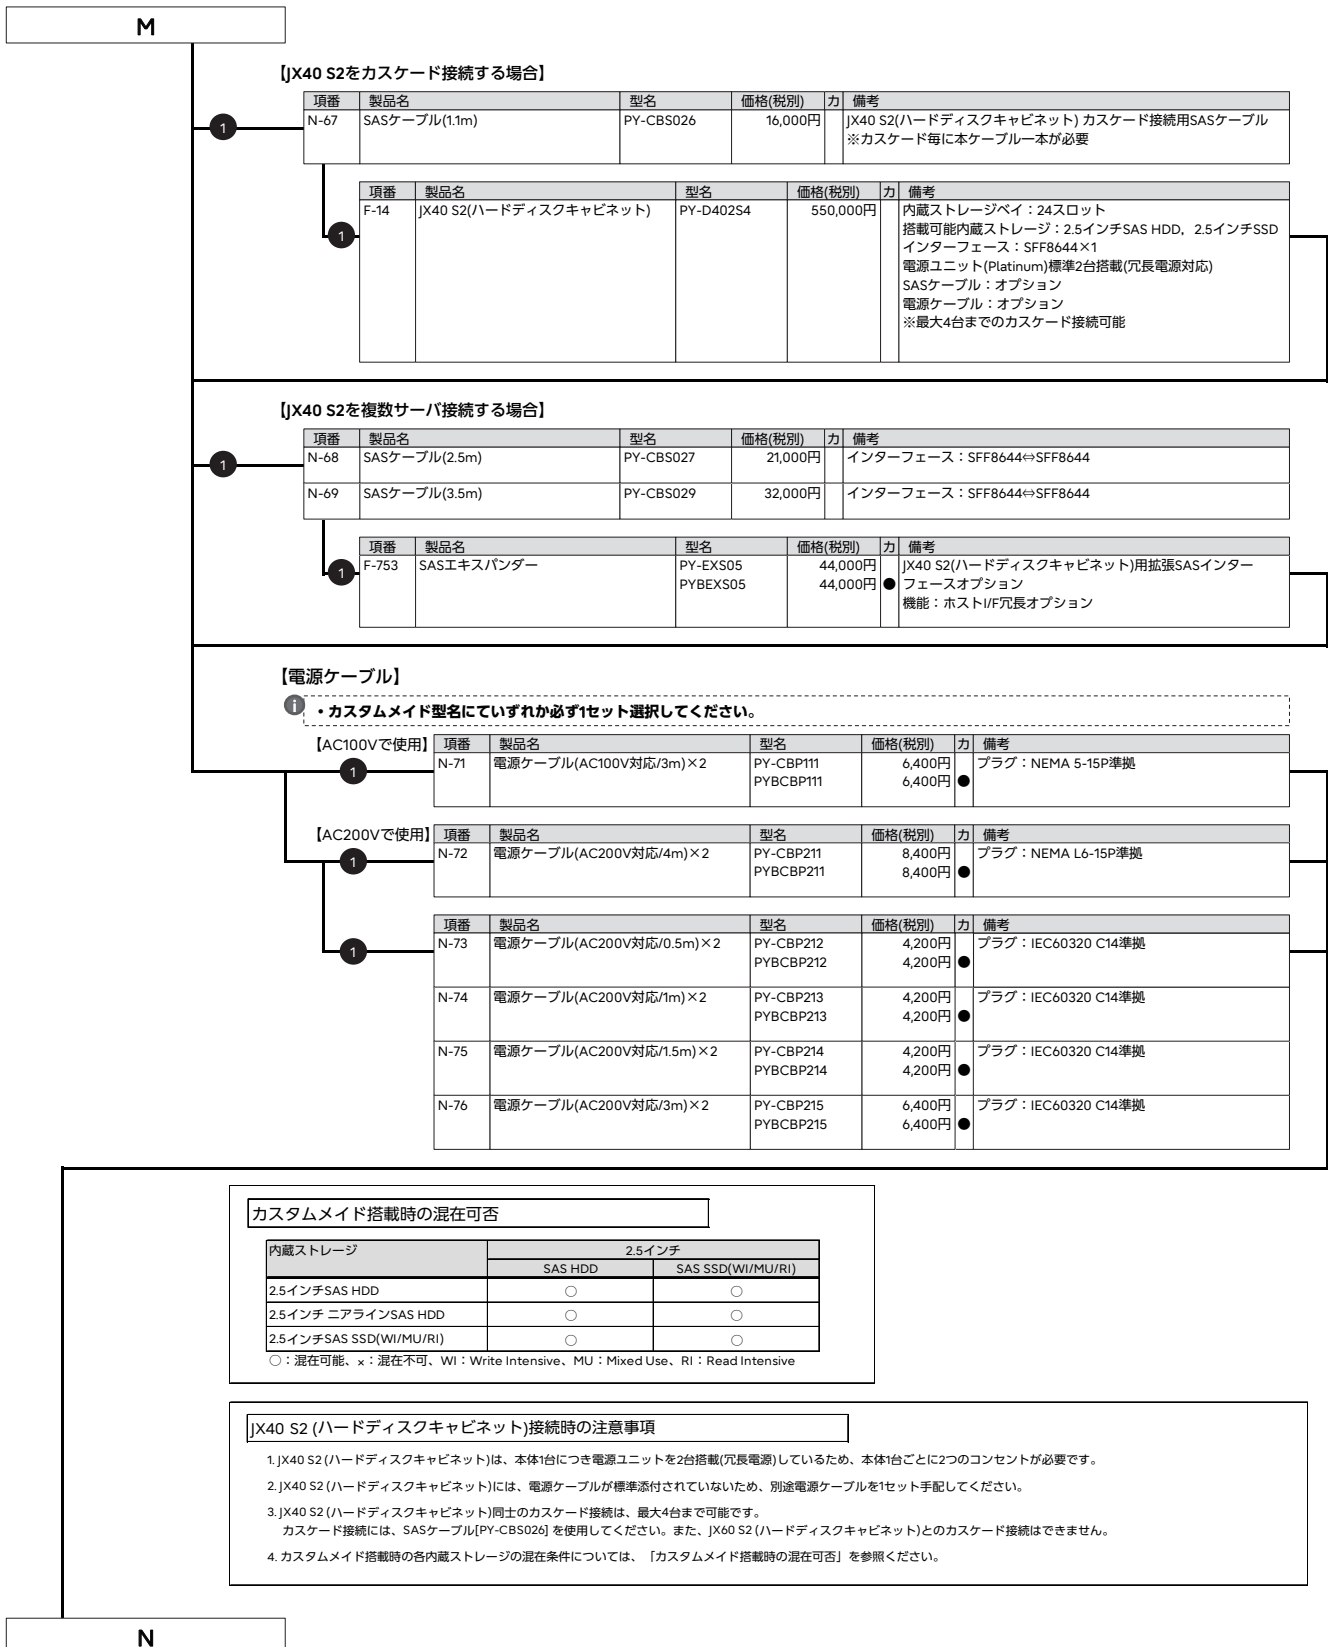 M
【JX40 S2をカスケード接続する場合】
項番 製品名 型名 価格(税別) カ 備考
1 N-67 SASケーブル(1.1m) PY-CBS026 16,000円 JX40 S2(ハードディスクキャビネット) カスケード接続用SASケーブル
※カスケード毎に本ケーブル一本が必要
項番 製品名 型名 価格(税別) カ 備考
1 F-14 JX40 S2(ハードディスクキャビネット) PY-D402S4 550,000円 内蔵ストレージベイ：24スロット
搭載可能内蔵ストレージ：2.5インチSAS HDD，2.5インチSSD
インターフェース：SFF8644×1
電源ユニット(Platinum)標準2台搭載(冗長電源対応)
SASケーブル：オプション
電源ケーブル：オプション
※最大4台までのカスケード接続可能
【JX40 S2を複数サーバ接続する場合】
項番 製品名 型名 価格(税別) カ 備考
1 N-68 SASケーブル(2.5m) PY-CBS027 21,000円 インターフェース：SFF8644⇔SFF8644
N-69 SASケーブル(3.5m) PY-CBS029 32,000円 インターフェース：SFF8644⇔SFF8644
項番 製品名 型名 価格(税別) カ 備考
1 F-753 SASエキスパンダー PY-EXS05 44,000円 JX40 S2(ハードディスクキャビネット)用拡張SASインター
PYBEXS05 44,000円 ● フェースオプション
機能：ホストI/F冗長オプション
【電源ケーブル】
i ・カスタムメイド型名にていずれか必ず1セット選択してください。
【AC100Vで使用】 項番 製品名 型名 価格(税別) カ 備考
1 N-71 電源ケーブル(AC100V対応/3m)×2 PY-CBP111 6,400円 プラグ：NEMA 5-15P準拠
PYBCBP111 6,400円 ●
【AC200Vで使用】 項番 製品名 型名 価格(税別) カ 備考
1 N-72 電源ケーブル(AC200V対応/4m)×2 PY-CBP211 8,400円 プラグ：NEMA L6-15P準拠
PYBCBP211 8,400円 ●
項番 製品名 型名 価格(税別) カ 備考
1 N-73 電源ケーブル(AC200V対応/0.5m)×2 PY-CBP212 4,200円 プラグ：IEC60320 C14準拠
PYBCBP212 4,200円 ●
N-74 電源ケーブル(AC200V対応/1m)×2 PY-CBP213 4,200円 プラグ：IEC60320 C14準拠
PYBCBP213 4,200円 ●
N-75 電源ケーブル(AC200V対応/1.5m)×2 PY-CBP214 4,200円 プラグ：IEC60320 C14準拠
PYBCBP214 4,200円 ●
N-76 電源ケーブル(AC200V対応/3m)×2 PY-CBP215 6,400円 プラグ：IEC60320 C14準拠
PYBCBP215 6,400円 ●
カスタムメイド搭載時の混在可否
内蔵ストレージ 2.5インチ
SAS HDD SAS SSD(WI/MU/RI)
2.5インチSAS HDD ○ ○
2.5インチ ニアラインSAS HDD ○ ○
2.5インチSAS SSD(WI/MU/RI) ○ ○
○：混在可能、×：混在不可、WI：Write Intensive、MU：Mixed Use、RI：Read Intensive
JX40 S2 (ハードディスクキャビネット)接続時の注意事項
1. JX40 S2 (ハードディスクキャビネット)は、本体1台につき電源ユニットを2台搭載(冗長電源)しているため、本体1台ごとに2つのコンセントが必要です。
2. JX40 S2 (ハードディスクキャビネット)には、電源ケーブルが標準添付されていないため、別途電源ケーブルを1セット手配してください。
3. JX40 S2 (ハードディスクキャビネット)同士のカスケード接続は、最大4台まで可能です。
カスケード接続には、SASケーブル[PY-CBS026] を使用してください。また、JX60 S2 (ハードディスクキャビネット)とのカスケード接続はできません。
4. カスタムメイド搭載時の各内蔵ストレージの混在条件については、「カスタムメイド搭載時の混在可否」を参照ください。
N